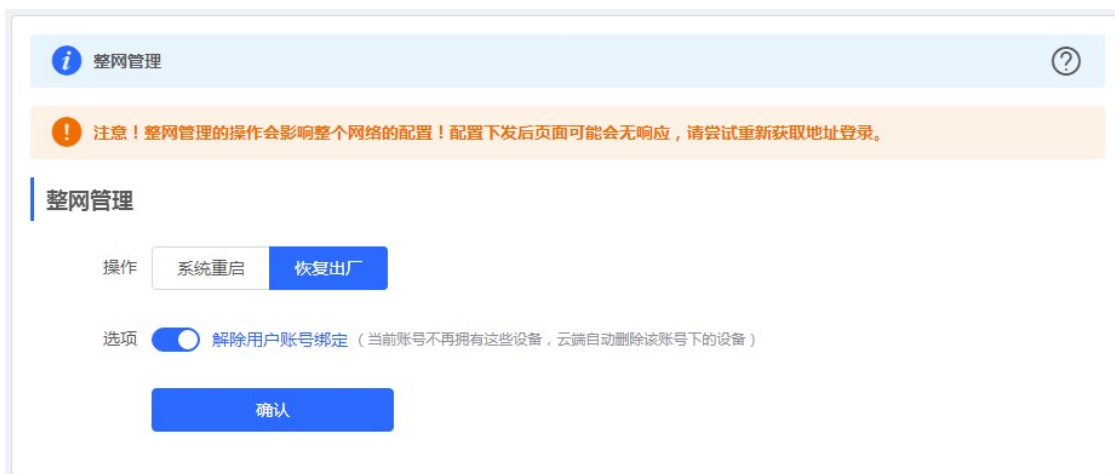 整网管理
注意！整网管理的操作会影响整个网络的配置！配置下发后页面可能会无响应，请尝试重新获取地址登录。
整网管理
操作 系统重启 恢复出厂
选项 解除用户账号绑定（当前账号不再拥有这些设备，云端自动删除该账号下的设备）
确认